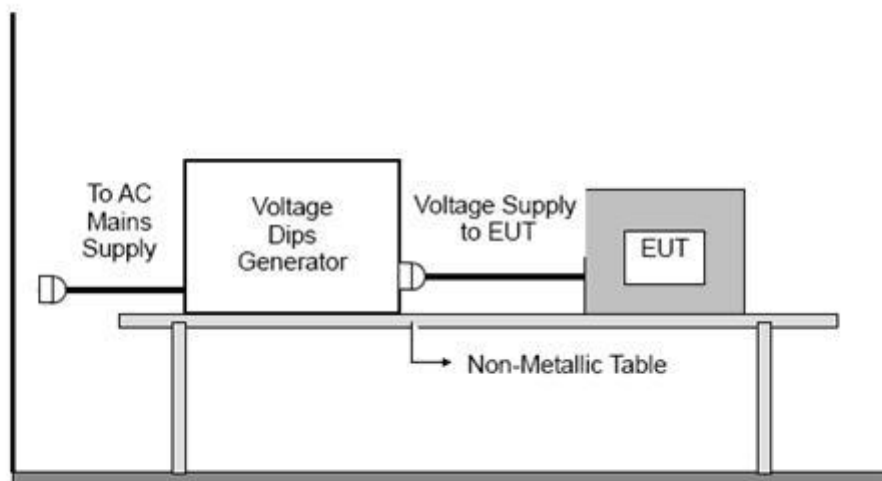 To AC
Mains
Supply
Voltage
Dips
Generator
Voltage Supply
to EUT
EUT
Non-Metallic Table